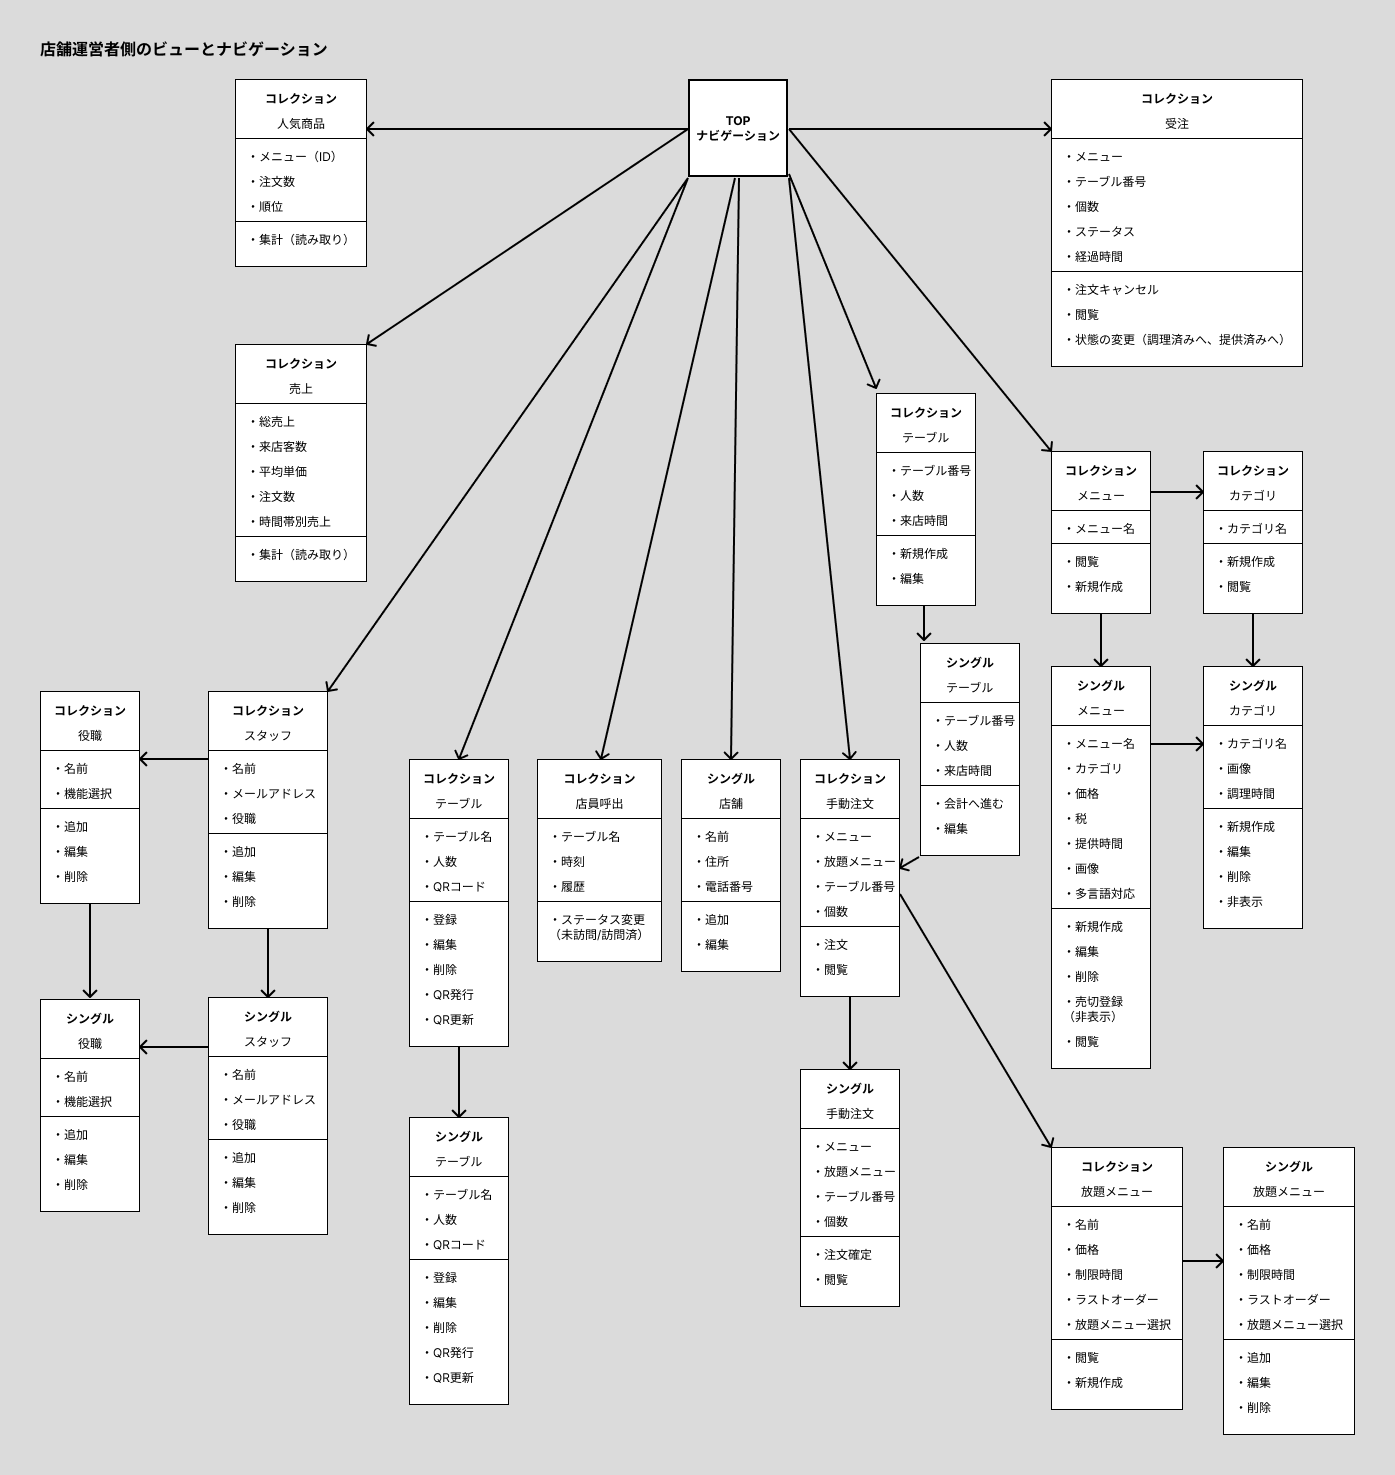 店舗運営者側のビューとナビゲーション
TOP
ナビゲーション
コレクション
人気商品
・メニュー（ID）
・注文数
・順位
・集計（読み取り）
コレクション
受注
・メニュー
・テーブル番号
・個数
・ステータス
・経過時間
・注文キャンセル
・閲覧
・状態の変更（調理済みへ、提供済みへ）
コレクション
売上
・総売上
・来店客数
・平均単価
・注文数
・時間帯別売上
・集計（読み取り）
コレクション
テーブル
・テーブル番号
・人数
・来店時間
・新規作成
・編集
コレクション
メニュー
・メニュー名
・閲覧
・新規作成
コレクション
カテゴリ
・カテゴリ名
・新規作成
・閲覧
シングル
テーブル
・テーブル番号
・人数
・来店時間
・会計へ進む
・編集
シングル
メニュー
・メニュー名
・カテゴリ
・価格
・税
・提供時間
・画像
・多言語対応
・新規作成
・編集
・削除
・売切登録
（非表示）
・閲覧
シングル
カテゴリ
・カテゴリ名
・画像
・調理時間
・新規作成
・編集
・削除
・非表示
コレクション
役職
・名前
・機能選択
・追加
・編集
・削除
コレクション
スタッフ
・名前
・メールアドレス
・役職
・追加
・編集
・削除
コレクション
テーブル
・テーブル名
・人数
・QRコード
・登録
・編集
・削除
・QR発行
・QR更新
コレクション
店員呼出
・テーブル名
・時刻
・履歴
・ステータス変更
（未訪問/訪問済）
シングル
店舗
・名前
・住所
・電話番号
・追加
・編集
コレクション
手動注文
・メニュー
・放題メニュー
・テーブル番号
・個数
・注文
・閲覧
シングル
役職
・名前
・機能選択
・追加
・編集
・削除
シングル
スタッフ
・名前
・メールアドレス
・役職
・追加
・編集
・削除
シングル
テーブル
・テーブル名
・人数
・QRコード
・登録
・編集
・削除
・QR発行
・QR更新
シングル
手動注文
・メニュー
・放題メニュー
・テーブル番号
・個数
・注文確定
・閲覧
コレクション
放題メニュー
・名前
・価格
・制限時間
・ラストオーダー
・放題メニュー選択
・閲覧
・新規作成
シングル
放題メニュー
・名前
・価格
・制限時間
・ラストオーダー
・放題メニュー選択
・追加
・編集
・削除